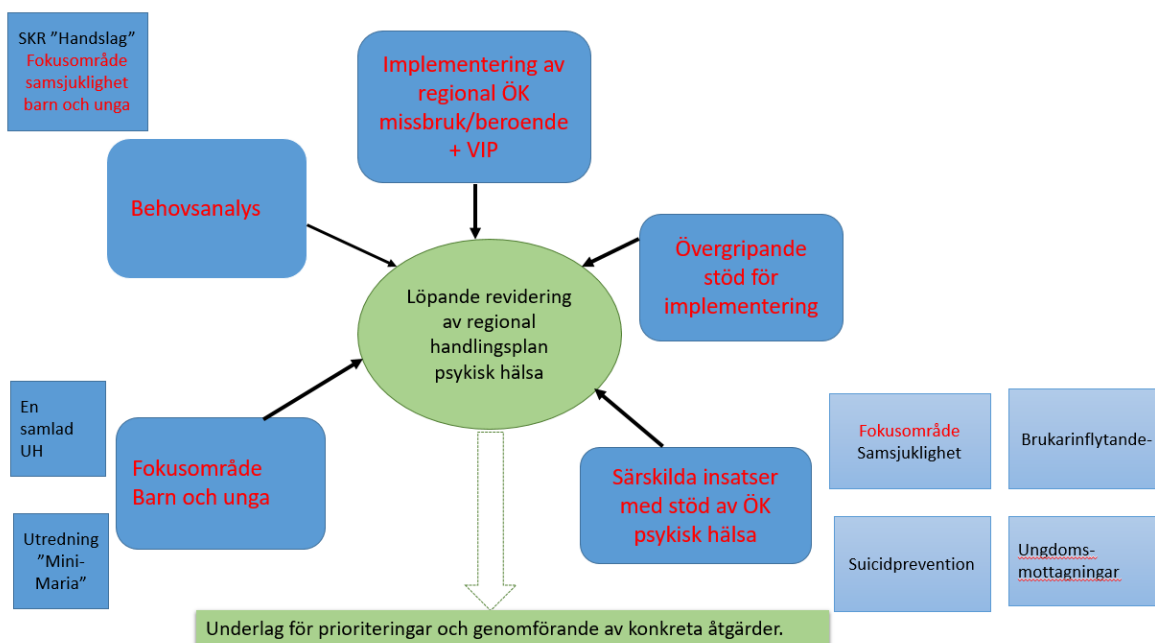 SKR ”Handslag”
Fokusområde
samsjuklighet
barn och unga
Implementering av
regional ÖK
missbruk/beroende
+ VIP
Behovsanalys
Övergripande
stöd för
implementering
Löpande revidering
av regional
handlingsplan
psykisk hälsa
En
samlad
UH
Fokusområde
Barn och unga
Utredning
”Mini-
Maria”
Särskilda insatser
med stöd av ÖK
psykisk hälsa
Fokusområde
Samsjuklighet
Brukarinflytande-
Suicidprevention
Ungdoms-
mottagningar
Underlag för prioriteringar och genomförande av konkreta åtgärder.